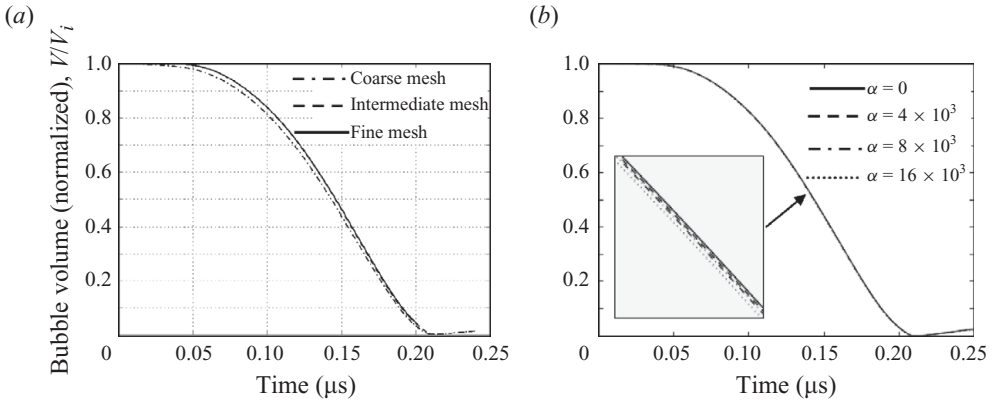 (a)
(b)
Bubble volume (normalized), V/V_i
1.0
0.8
0.6
0.4
0.2
0
0.05
0.10
0.15
0.20
0.25
Time (μs)
Coarse mesh
Intermediate mesh
Fine mesh
1.0
0.8
0.6
0.4
0.2
0
0.05
0.10
0.15
0.20
0.25
Time (μs)
α = 0
α = 4 × 10³
α = 8 × 10³
α = 16 × 10³